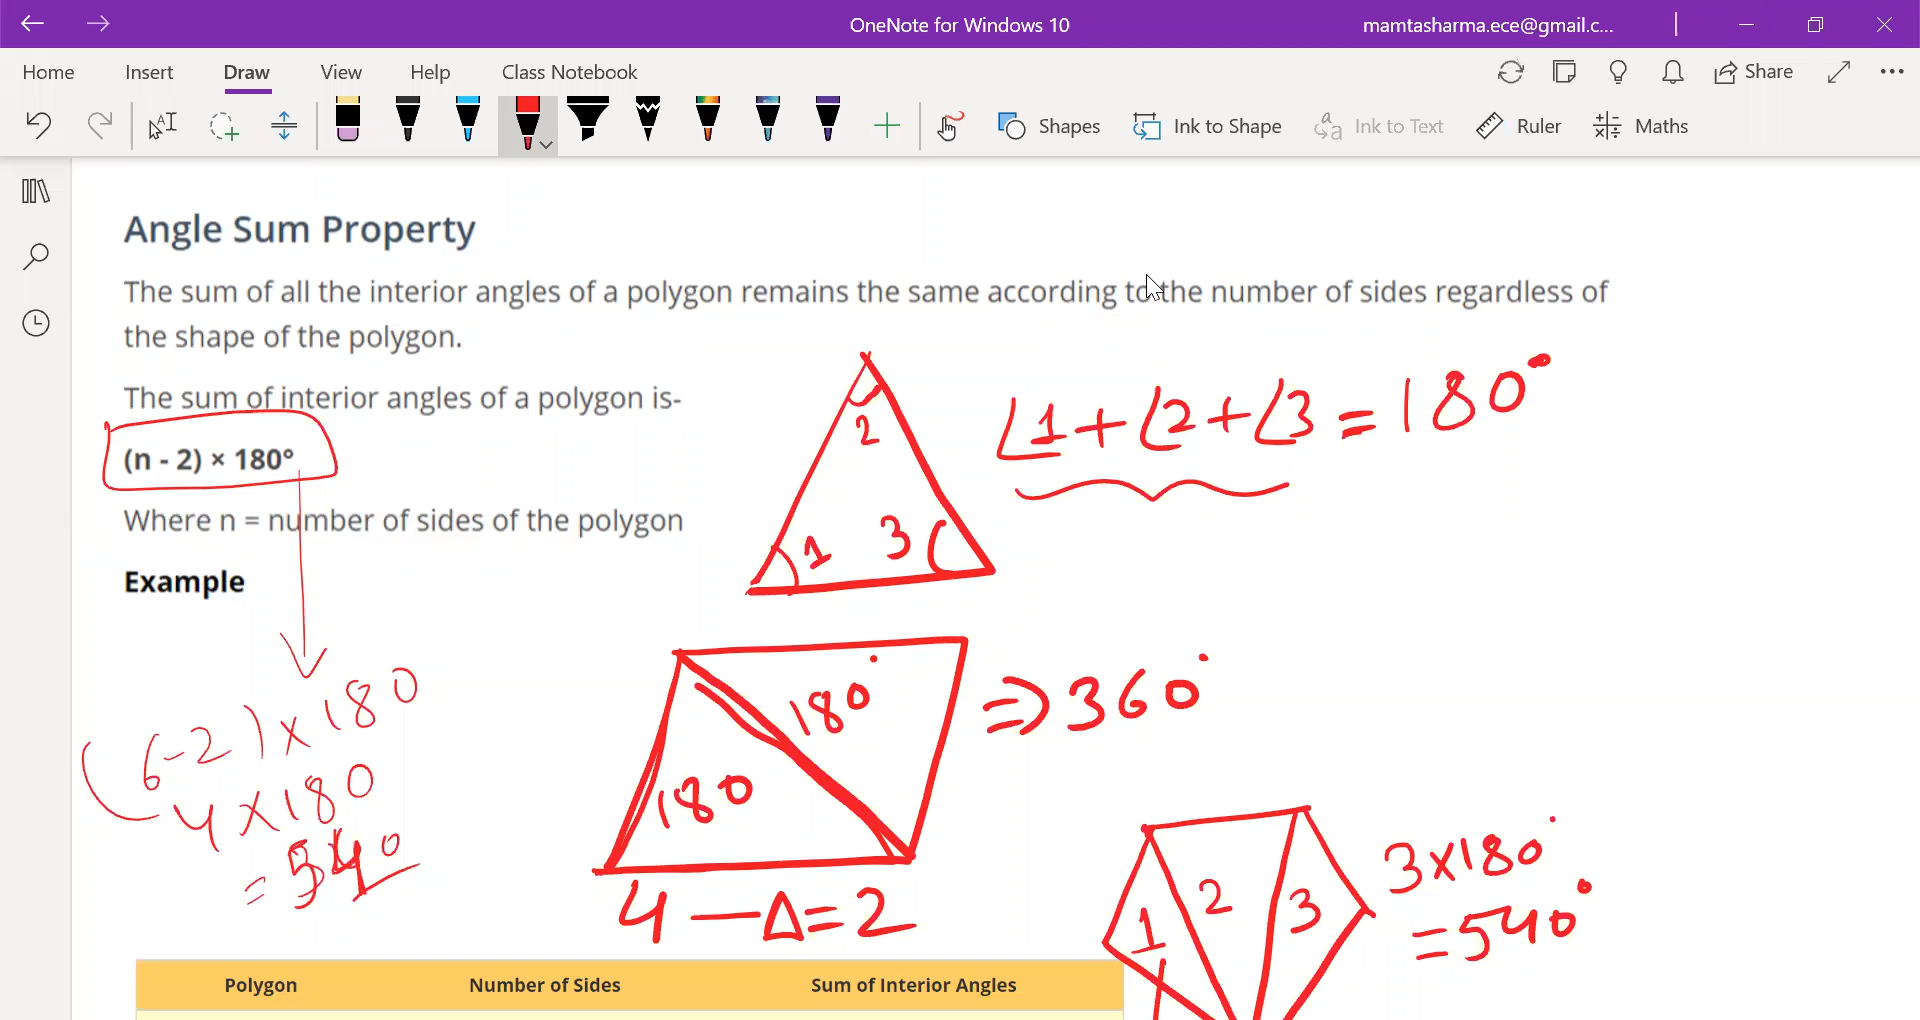 OneNote for Windows 10
mamtasharma.ece@gmail.c...
Home Insert Draw View Help Class Notebook Share
Shapes Ink to Shape Ink to Text Ruler Maths
Angle Sum Property
The sum of all the interior angles of a polygon remains the same according to the number of sides regardless of
the shape of the polygon.
The sum of interior angles of a polygon is-
(n - 2) × 180°
Where n = number of sides of the polygon
Example
2
1 3
∠1+∠2+∠3 = 180°
(6-2) × 180
4 × 180
= 540
180°
180
⇒ 360°
4 — Δ = 2
1 2 3
3×180°
= 540°
Polygon Number of Sides Sum of Interior Angles